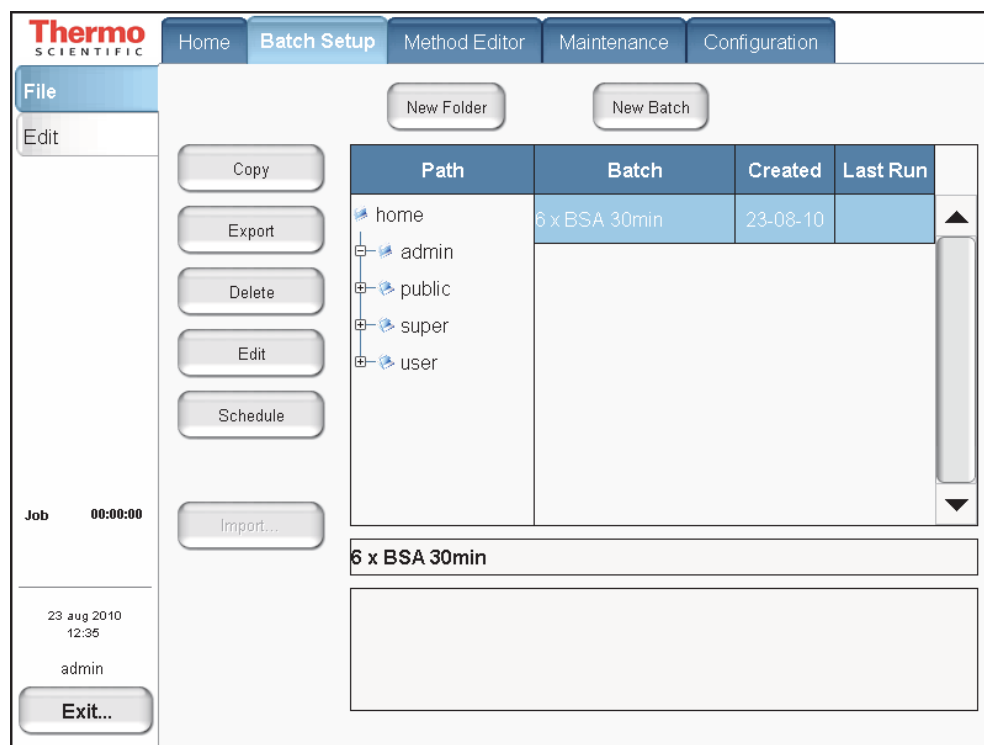 Thermo
SCIENTIFIC
Home Batch Setup Method Editor Maintenance Configuration
File
Edit
New Folder New Batch
Copy
Export
Delete
Edit
Schedule
Import...
Path Batch Created Last Run
home
admin
public
super
user
6 x BSA 30min 23-08-10
6 x BSA 30min
Job 00:00:00
23 aug 2010
12:35
admin
Exit...